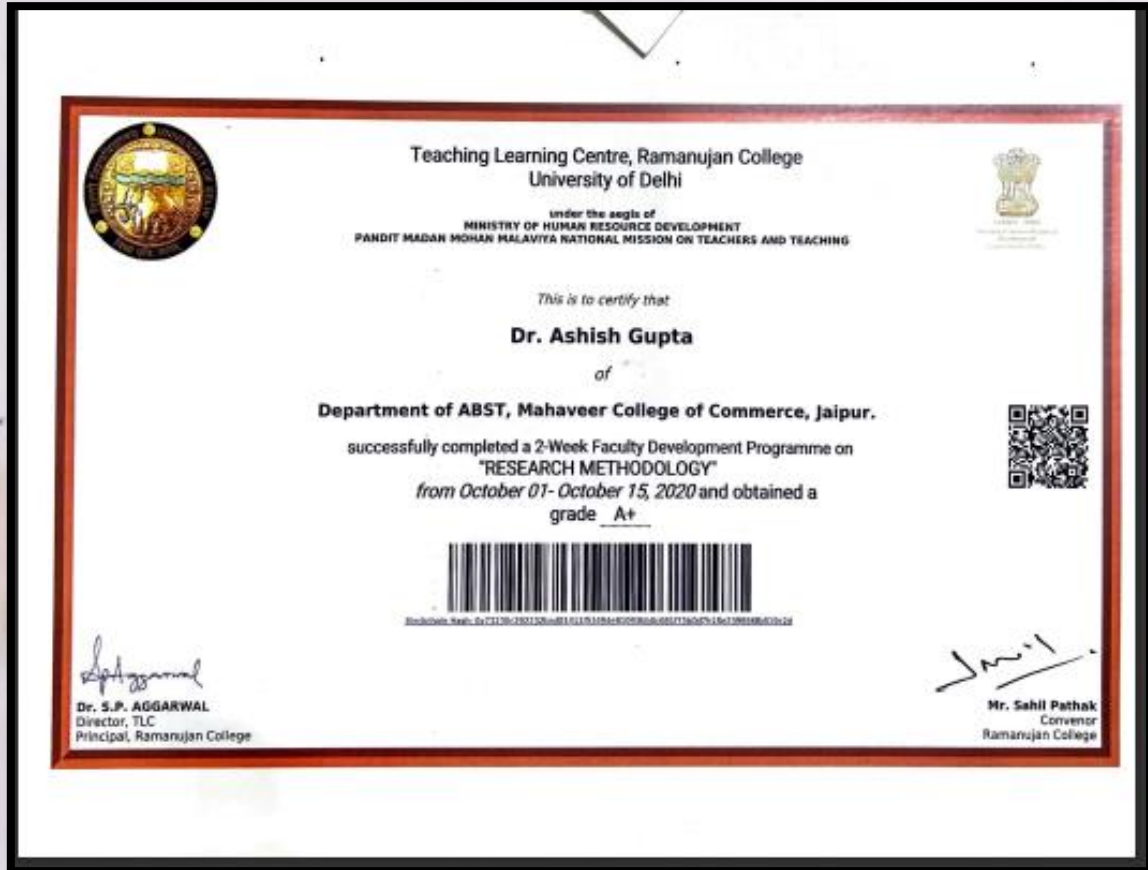 Teaching Learning Centre, Ramanujan College
University of Delhi
under the aegis of
MINISTRY OF HUMAN RESOURCE DEVELOPMENT
PANDIT MADAN MOHAN MALAVIYA NATIONAL MISSION ON TEACHERS AND TEACHING
This is to certify that
Dr. Ashish Gupta
of
Department of ABST, Mahaveer College of Commerce, Jaipur.
successfully completed a 2-Week Faculty Development Programme on
"RESEARCH METHODOLOGY"
from October 01- October 15, 2020 and obtained a
grade A+
Blockchain Hash:
Dr. S.P. AGGARWAL
Director, TLC
Principal, Ramanujan College
Mr. Sahil Pathak
Convenor
Ramanujan College